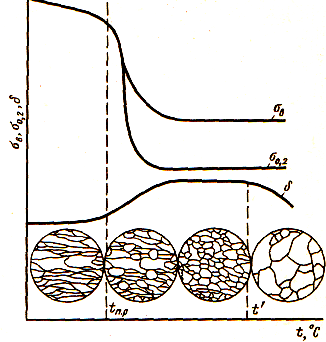 σв, σ0,2, δ
σв
σ0,2
δ
tп.р
t'
t, °C